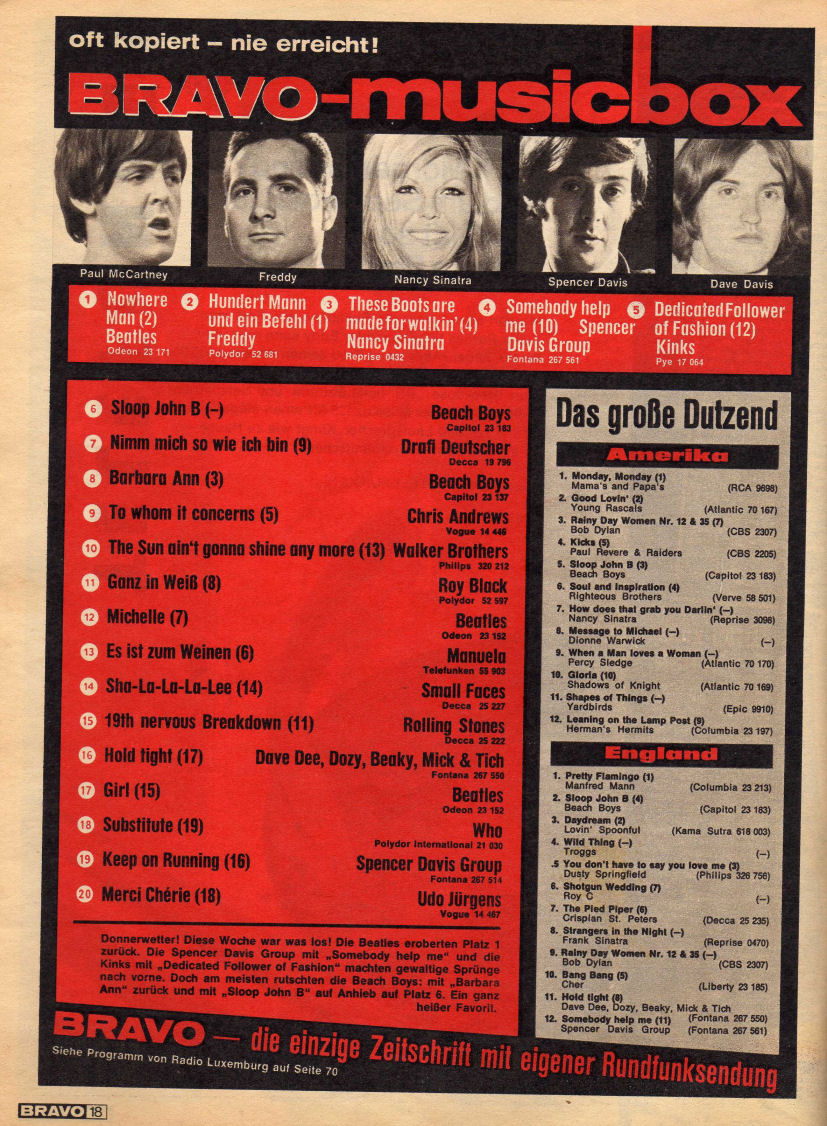 oft kopiert – nie erreicht!
BRAVO-musicbox
Paul McCartney
Freddy
Nancy Sinatra
Spencer Davis
Dave Davis
1 Nowhere
Man (2)
Beatles
Odeon 23 171
2 Hundert Mann
und ein Befehl (1)
Freddy
Polydor 52 681
3 These Boots are
made for walkin' (4)
Nancy Sinatra
Reprise 0432
4 Somebody help
me (10) Spencer
Davis Group
Fontana 267 561
5 Dedicated Follower
of Fashion (12)
Kinks
Pye 17 064
6 Sloop John B (–) Beach Boys
Capitol 23 183
7 Nimm mich so wie ich bin (9) Drafi Deutscher
Decca 19 796
8 Barbara Ann (3) Beach Boys
Capitol 23 137
9 To whom it concerns (5) Chris Andrews
Vogue 14 446
10 The Sun ain't gonna shine any more (13) Walker Brothers
Philips 320 212
11 Ganz in Weiß (8) Roy Black
Polydor 52 597
12 Michelle (7) Beatles
Odeon 23 152
13 Es ist zum Weinen (6) Manuela
Telefunken 55 903
14 Sha-La-La-La-Lee (14) Small Faces
Decca 25 227
15 19th nervous Breakdown (11) Rolling Stones
Decca 25 222
16 Hold tight (17) Dave Dee, Dozy, Beaky, Mick & Tich
Fontana 267 550
17 Girl (15) Beatles
Odeon 23 152
18 Substitute (19) Who
Polydor International 21 030
19 Keep on Running (16) Spencer Davis Group
Fontana 267 514
20 Merci Chérie (18) Udo Jürgens
Vogue 14 467
Donnerwetter! Diese Woche war was los! Die Beatles eroberten Platz 1
zurück. Die Spencer Davis Group mit „Somebody help me“ und die
Kinks mit „Dedicated Follower of Fashion“ machten gewaltige Sprünge
nach vorne. Doch am meisten rutschten die Beach Boys: mit „Barbara
Ann“ zurück und mit „Sloop John B“ auf Anhieb auf Platz 6. Ein ganz
heißer Favorit.
Das große Dutzend
Amerika
1. Monday, Monday (1)
Mama's and Papa's (RCA 9698)
2. Good Lovin' (2)
Young Rascals (Atlantic 70 167)
3. Rainy Day Women Nr. 12 & 35 (7)
Bob Dylan (CBS 2307)
4. Kicks (5)
Paul Revere & Raiders (CBS 2205)
5. Sloop John B (3)
Beach Boys (Capitol 23 183)
6. Soul and Inspiration (4)
Righteous Brothers (Verve 58 501)
7. How does that grab you Darlin' (–)
Nancy Sinatra (Reprise 3098)
8. Message to Michael (–)
Dionne Warwick (–)
9. When a Man loves a Woman (–)
Percy Sledge (Atlantic 70 170)
10. Gloria (10)
Shadows of Knight (Atlantic 70 169)
11. Shapes of Things (–)
Yardbirds (Epic 9910)
12. Leaning on the Lamp Post (9)
Herman's Hermits (Columbia 23 197)
England
1. Pretty Flamingo (1)
Manfred Mann (Columbia 23 213)
2. Sloop John B (4)
Beach Boys (Capitol 23 183)
3. Daydream (2)
Lovin' Spoonful (Kama Sutra 618 003)
4. Wild Thing (–)
Troggs (–)
.5 You don't have to say you love me (3)
Dusty Springfield (Philips 326 756)
6. Shotgun Wedding (7)
Roy C (–)
7. The Pied Piper (6)
Crispian St. Peters (Decca 25 235)
8. Strangers in the Night (–)
Frank Sinatra (Reprise 0470)
9. Rainy Day Women Nr. 12 & 35 (–)
Bob Dylan (CBS 2307)
10. Bang Bang (5)
Cher (Liberty 23 185)
11. Hold tight (8)
Dave Dee, Dozy, Beaky, Mick & Tich
12. Somebody help me (11) (Fontana 267 550)
Spencer Davis Group (Fontana 267 561)
BRAVO – die einzige Zeitschrift mit eigener Rundfunksendung
Siehe Programm von Radio Luxemburg auf Seite 70
BRAVO 18